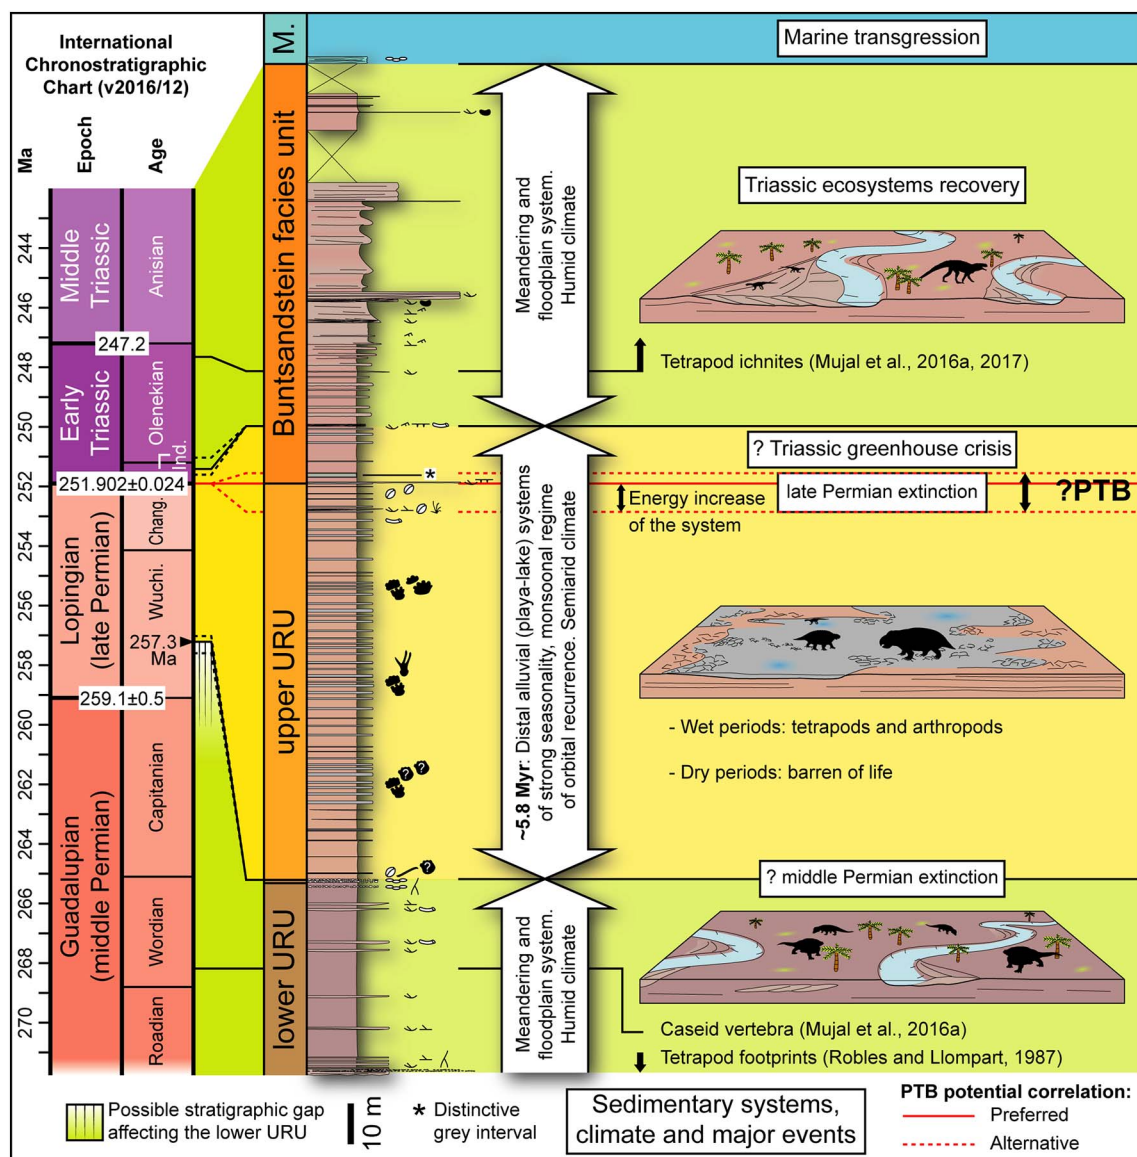 International
Chronostratigraphic
Chart (v2016/12)
Ma
Epoch
Age
M.
Marine transgression
244
246
248
250
252
254
256
258
260
262
264
266
268
270
Middle
Triassic
Anisian
247.2
Early
Triassic
Olenekian
Ind.
251.902±0.024
Lopingian
(late Permian)
Chang.
Wuchi.
257.3
Ma
259.1±0.5
Guadalupian
(middle Permian)
Capitanian
Wordian
Roadian
Buntsandstein facies unit
upper URU
lower URU
*
?
?
?
Meandering and
floodplain system.
Humid climate
~5.8 Myr: Distal alluvial (playa-lake) systems
of strong seasonality, monsoonal regime
of orbital recurrence. Semiarid climate
Meandering and
floodplain system.
Humid climate
Triassic ecosystems recovery
Tetrapod ichnites (Mujal et al., 2016a, 2017)
? Triassic greenhouse crisis
late Permian extinction
?PTB
Energy increase
of the system
- Wet periods: tetrapods and arthropods
- Dry periods: barren of life
? middle Permian extinction
Caseid vertebra (Mujal et al., 2016a)
Tetrapod footprints (Robles and Llompart, 1987)
Possible stratigraphic gap
affecting the lower URU
10 m
* Distinctive
grey interval
Sedimentary systems,
climate and major events
PTB potential correlation:
Preferred
Alternative